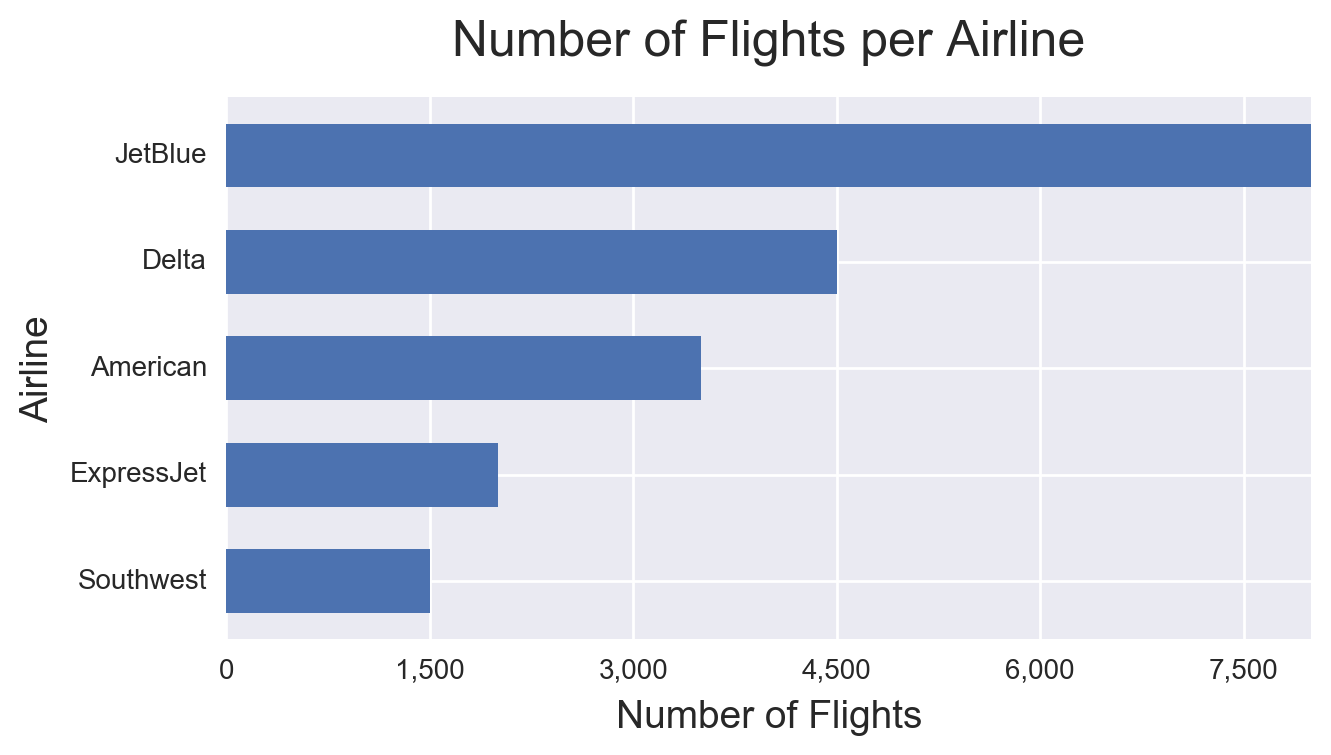 Number of Flights per Airline
JetBlue
Delta
American
ExpressJet
Southwest
Airline
0 1,500 3,000 4,500 6,000 7,500
Number of Flights